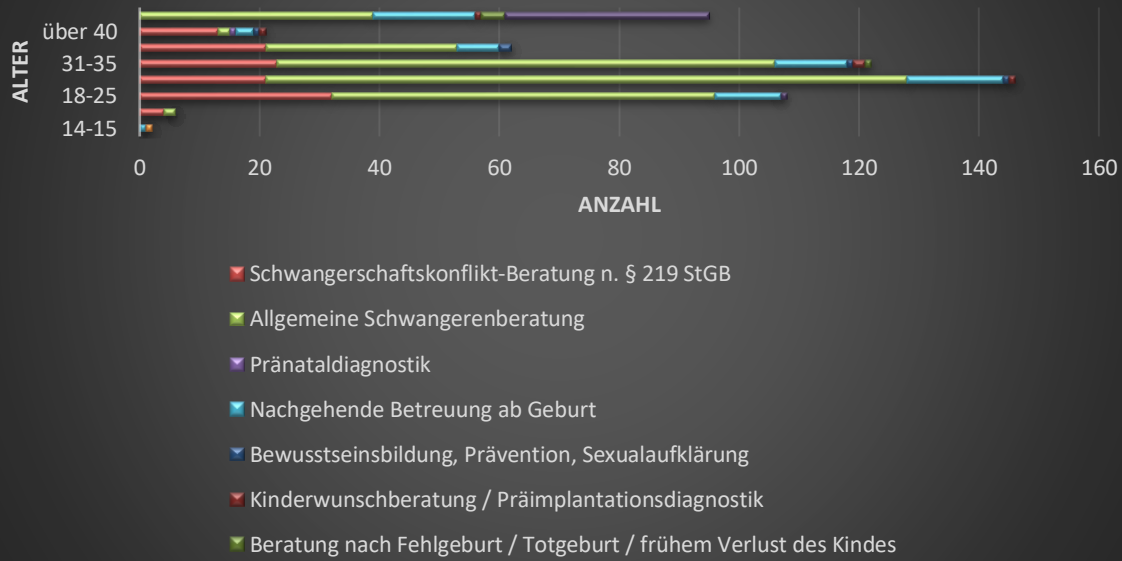 ALTER
über 40
31-35
18-25
14-15
0 20 40 60 80 100 120 140 160
ANZAHL
Schwangerschaftskonflikt-Beratung n. § 219 StGB
Allgemeine Schwangerenberatung
Pränataldiagnostik
Nachgehende Betreuung ab Geburt
Bewusstseinsbildung, Prävention, Sexualaufklärung
Kinderwunschberatung / Präimplantationsdiagnostik
Beratung nach Fehlgeburt / Totgeburt / frühem Verlust des Kindes